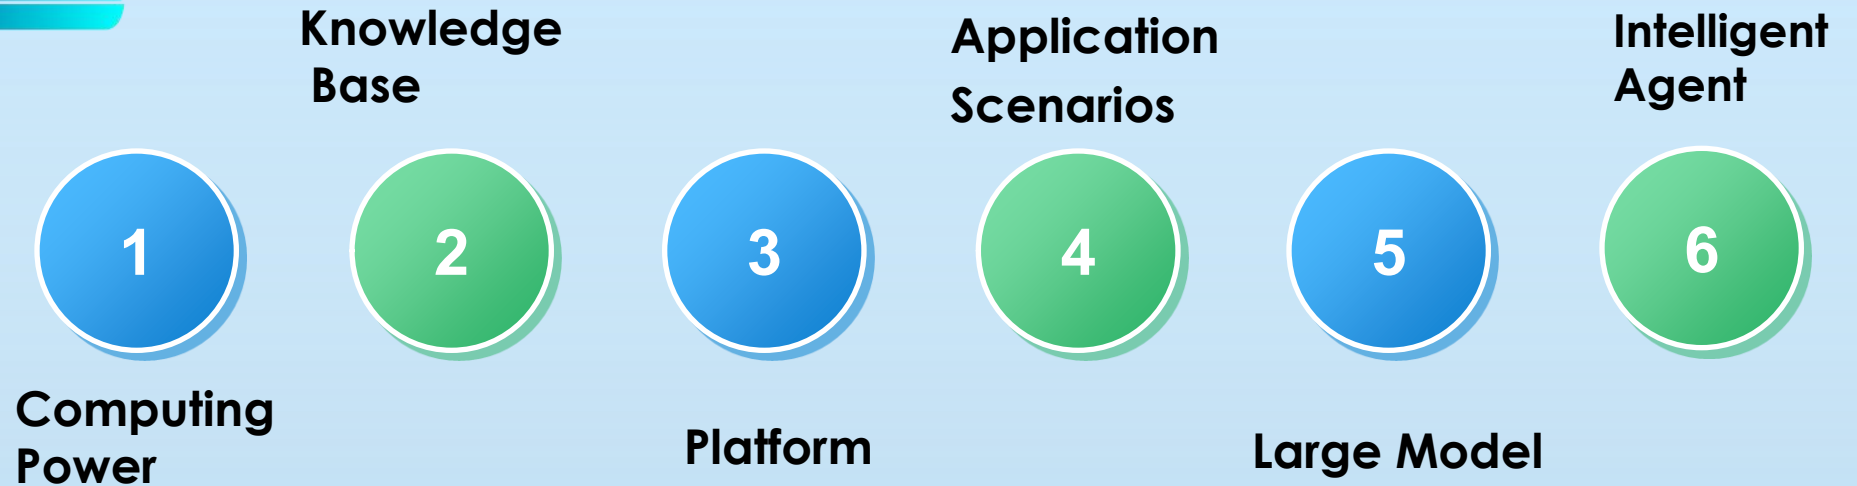 Knowledge
Base
Application
Scenarios
Intelligent
Agent
1
2
3
4
5
6
Computing
Power
Platform
Large Model